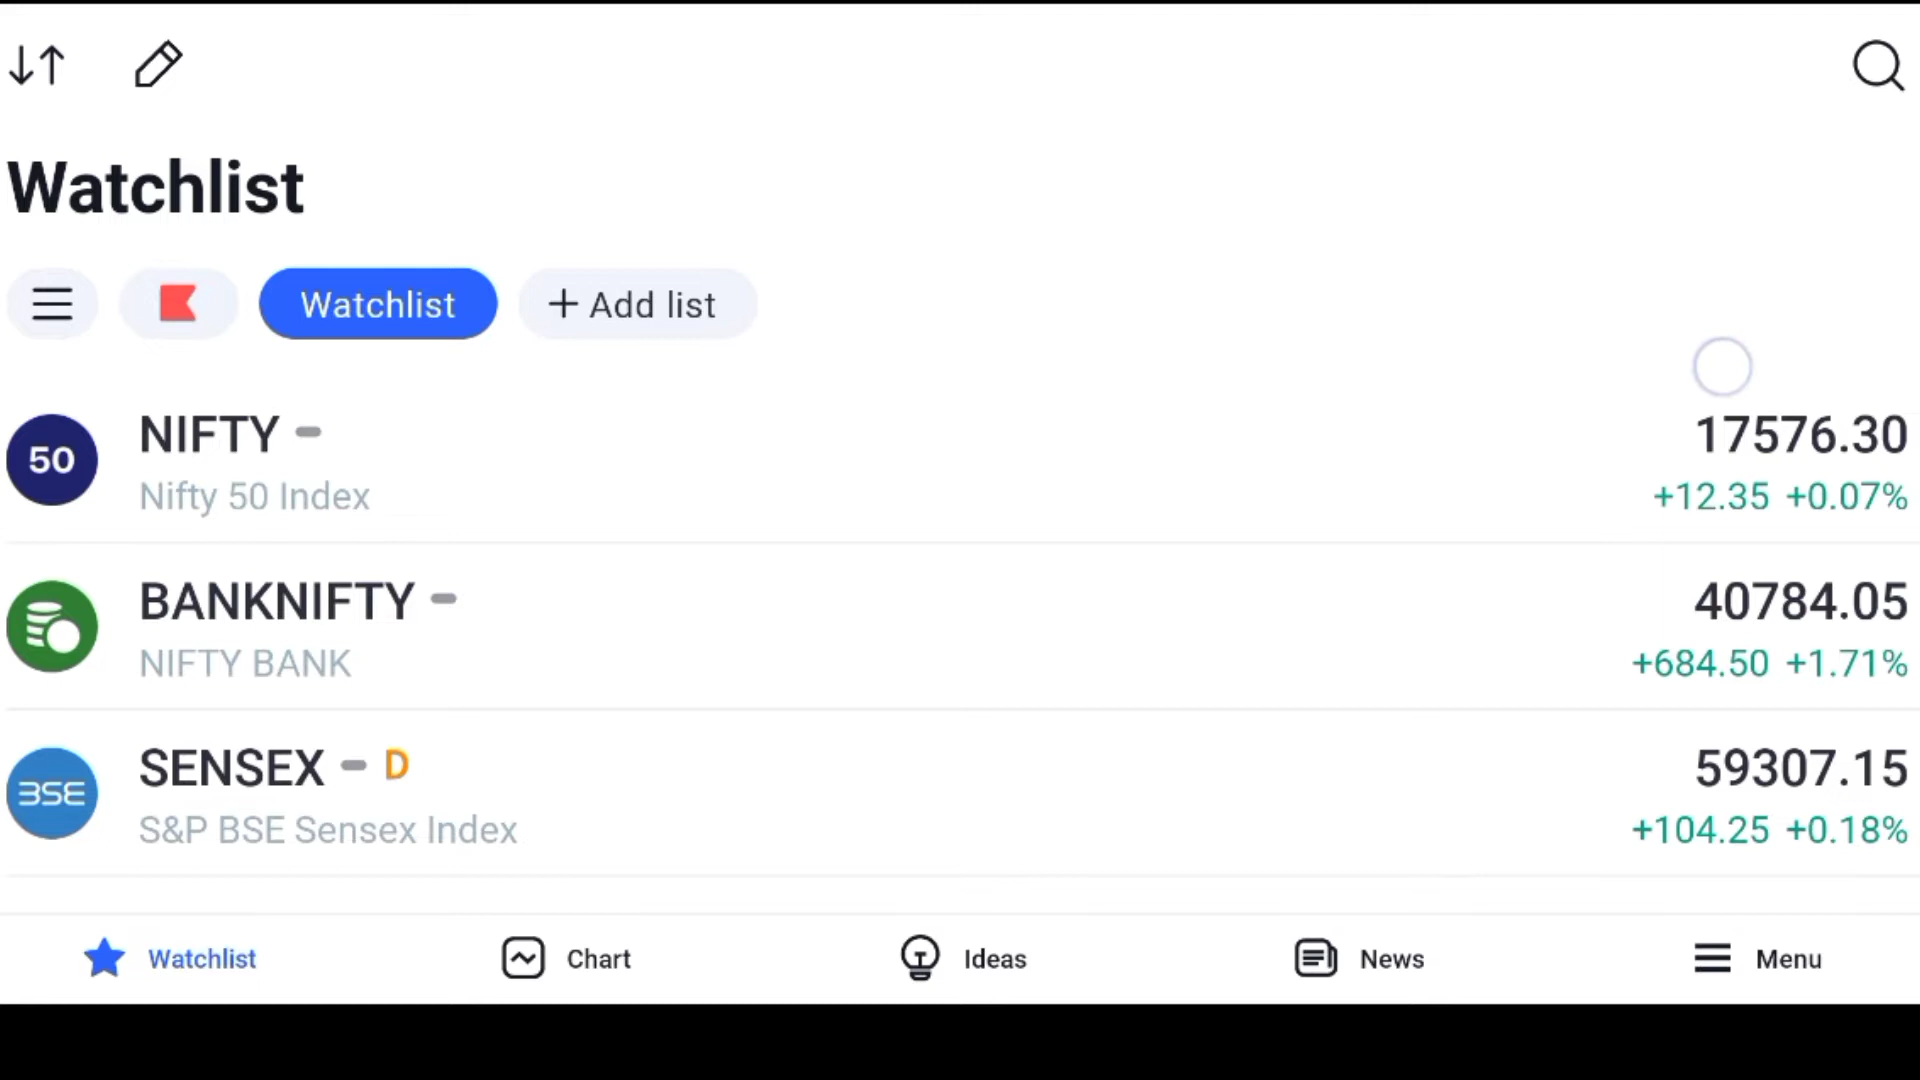 Watchlist
Watchlist + Add list
50 NIFTY 17576.30
Nifty 50 Index +12.35 +0.07%
BANKNIFTY 40784.05
NIFTY BANK +684.50 +1.71%
BSE SENSEX D 59307.15
S&P BSE Sensex Index +104.25 +0.18%
Watchlist Chart Ideas News Menu